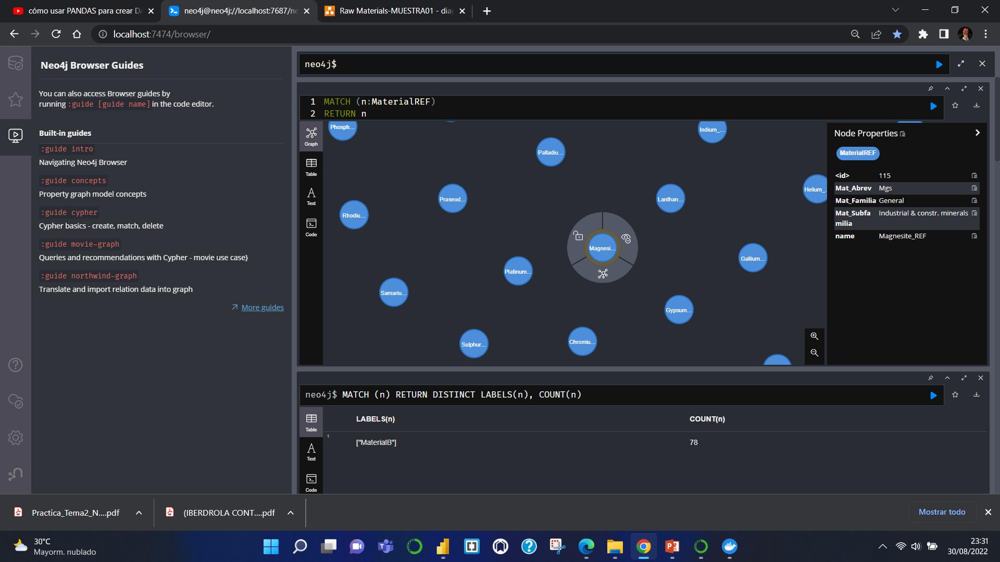 cómo usar PANDAS para crear DA
neo4j@neo4j://localhost:7687/ne
Raw Materials-MUESTRA01 - diag
localhost:7474/browser/
Neo4j Browser Guides
You can also access Browser guides by
running :guide [guide name] in the code editor.
Built-in guides
:guide intro
Navigating Neo4j Browser
:guide concepts
Property graph model concepts
:guide cypher
Cypher basics - create, match, delete
:guide movie-graph
Queries and recommendations with Cypher - movie use case}
:guide northwind-graph
Translate and import relation data into graph
More guides
neo4j$
1 MATCH (n:MaterialREF)
2 RETURN n
Graph
Table
Text
Code
Phosph...
Indium_...
Palladiu...
Praseod...
Lanthan...
Helium_...
Rhodiu...
Magnesi...
Gallium...
Platinum...
Samariu...
Gypsum...
Sulphur...
Chromiu...
Node Properties
MaterialREF
<id> 115
Mat_Abrev Mgs
Mat_Familia General
Mat_Subfa Industrial & constr. minerals
milia
name Magnesite_REF
neo4j$ MATCH (n) RETURN DISTINCT LABELS(n), COUNT(n)
Table
Text
Code
LABELS(n) COUNT(n)
1
["MaterialB"] 78
Practica_Tema2_N....pdf
(IBERDROLA CONT....pdf
Mostrar todo
30°C
Mayorm. nublado
23:31
30/08/2022